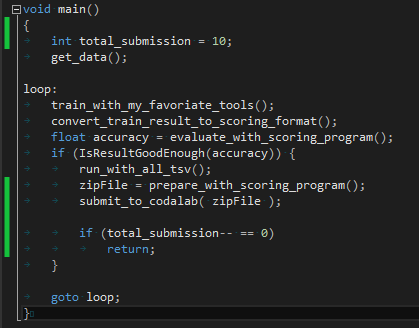 void main()
{
    int total_submission = 10;
    get_data();

loop:
    train_with_my_favoriate_tools();
    convert_train_result_to_scoring_format();
    float accuracy = evaluate_with_scoring_program();
    if (IsResultGoodEnough(accuracy)) {
        run_with_all_tsv();
        zipFile = prepare_with_scoring_program();
        submit_to_codalab( zipFile );

        if (total_submission-- == 0)
            return;
    }

    goto loop;
}